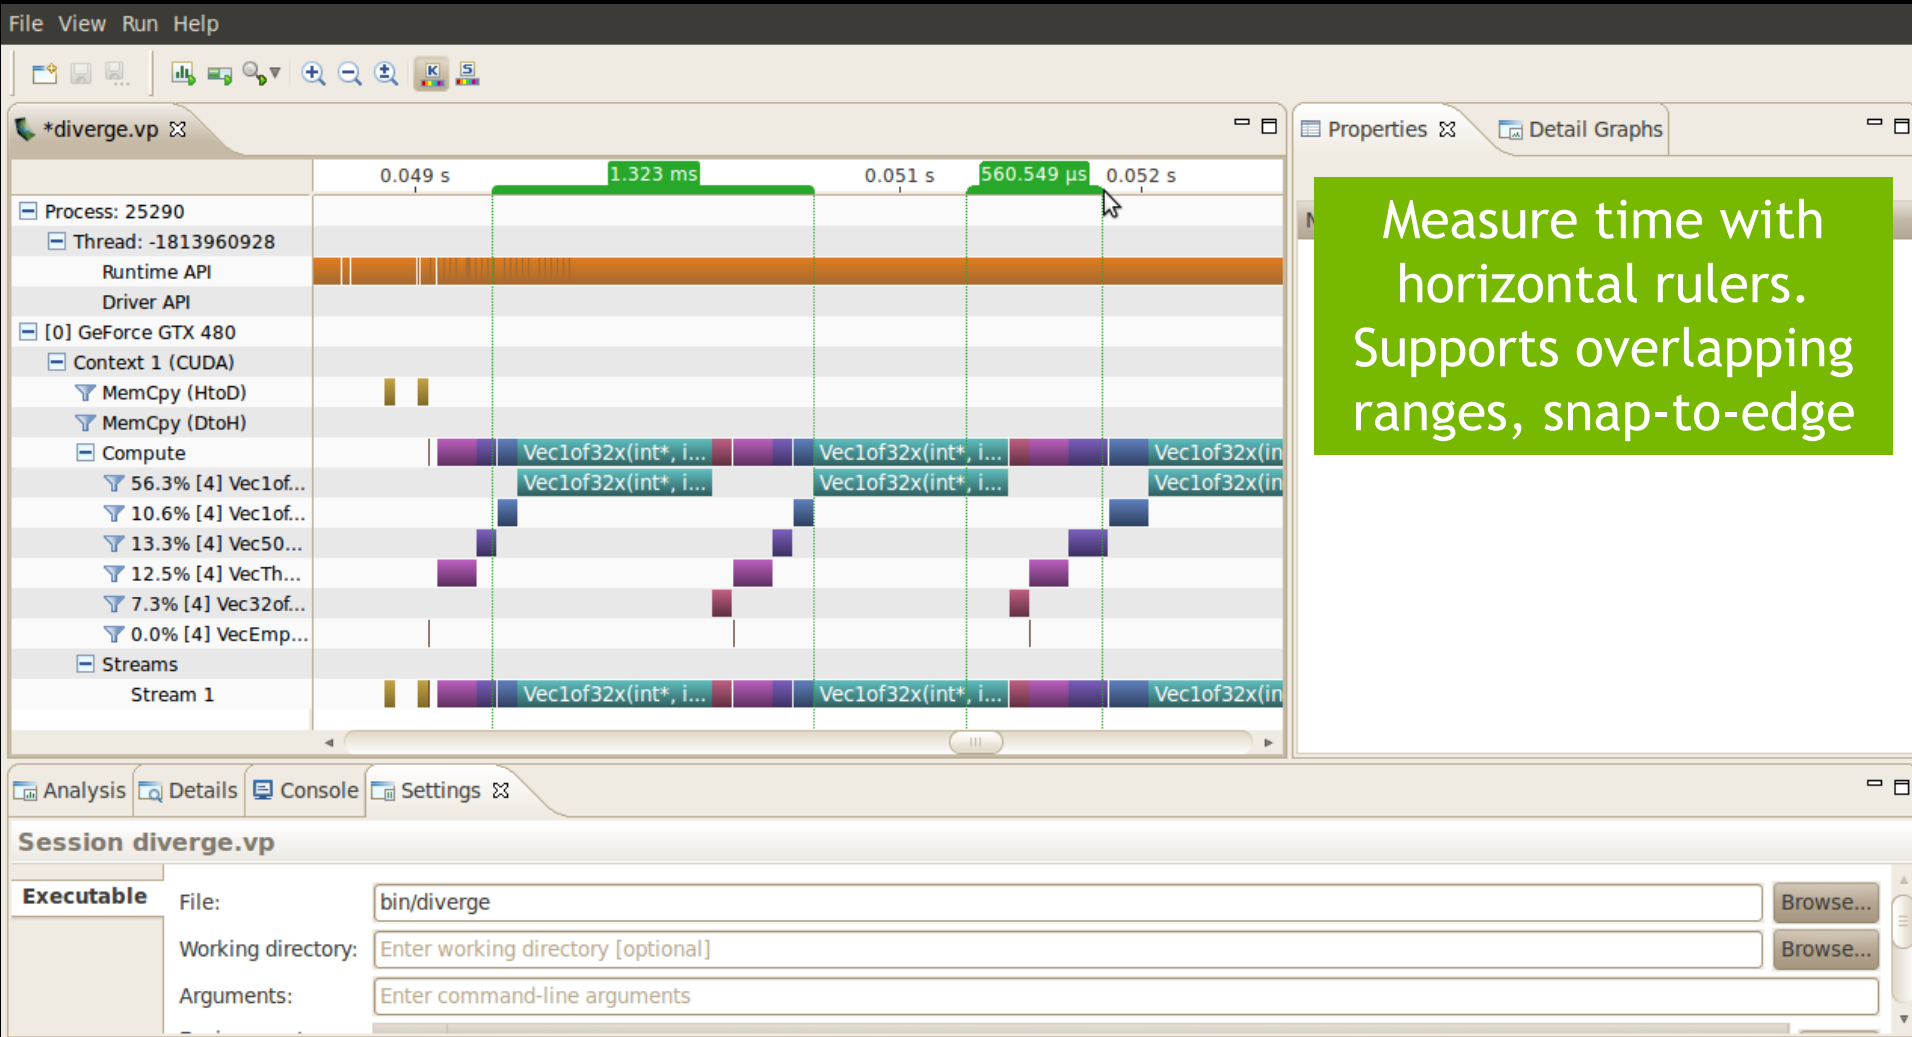 File View Run Help
*diverge.vp
Properties
Detail Graphs
0.049 s
1.323 ms
0.051 s
560.549 µs
0.052 s
Process: 25290
Thread: -1813960928
Runtime API
Driver API
[0] GeForce GTX 480
Context 1 (CUDA)
MemCpy (HtoD)
MemCpy (DtoH)
Compute
Vec1of32x(int*, i...
Vec1of32x(int*, i...
Vec1of32x(in
56.3% [4] Vec1of...
Vec1of32x(int*, i...
Vec1of32x(int*, i...
Vec1of32x(in
10.6% [4] Vec1of...
13.3% [4] Vec50...
12.5% [4] VecTh...
7.3% [4] Vec32of...
0.0% [4] VecEmp...
Streams
Stream 1
Vec1of32x(int*, i...
Vec1of32x(int*, i...
Vec1of32x(in
Measure time with
horizontal rulers.
Supports overlapping
ranges, snap-to-edge
Analysis
Details
Console
Settings
Session diverge.vp
Executable
File:
bin/diverge
Browse...
Working directory:
Enter working directory [optional]
Browse...
Arguments:
Enter command-line arguments